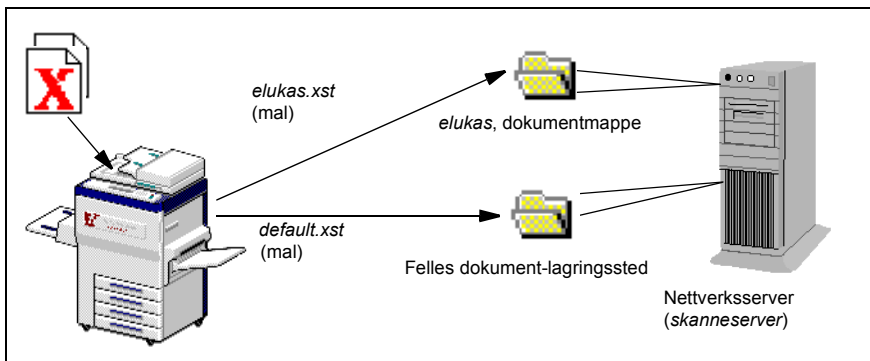 X
elukas.xst
(mal)
elukas, dokumentmappe
default.xst
(mal)
Felles dokument-lagringssted
Nettverksserver
(skanneserver)